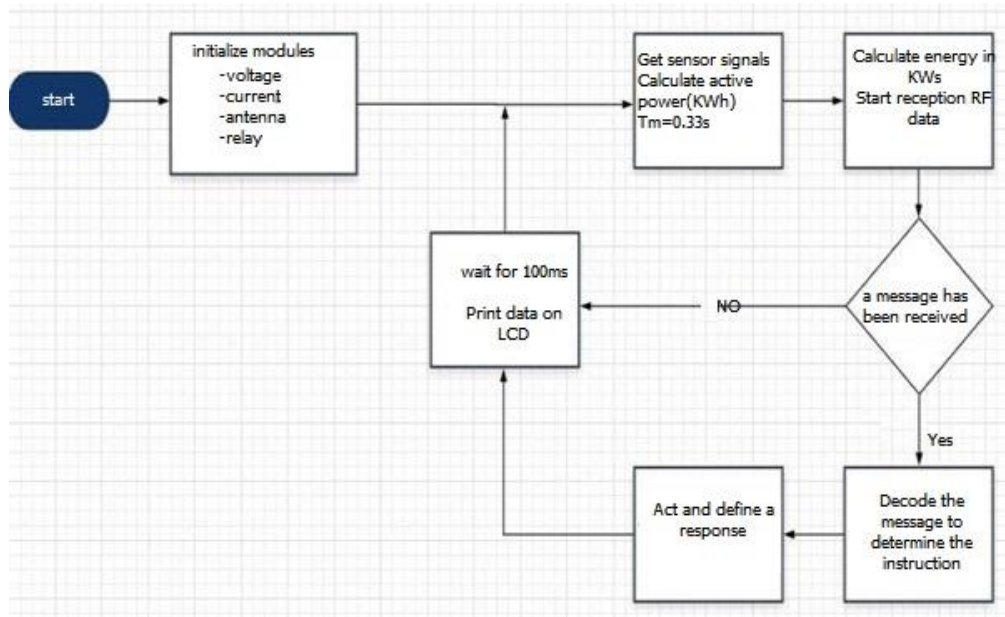 start
initialize modules
-voltage
-current
-antenna
-relay
Get sensor signals
Calculate active
power(KWh)
Tm=0.33s
Calculate energy in
KWs
Start reception RF
data
a message has
been received
NO
wait for 100ms
Print data on
LCD
Yes
Decode the
message to
determine the
instruction
Act and define a
response